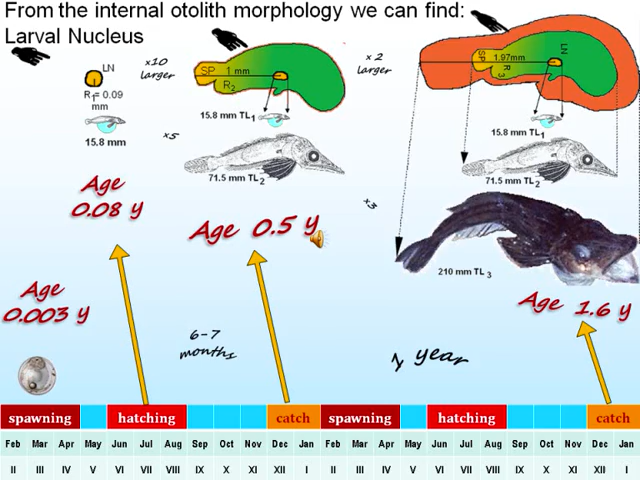 From the internal otolith morphology we can find:
Larval Nucleus
LN
R1= 0.09
mm
15.8 mm
x10
larger
x5
SP
1 mm
R2
15.8 mm TL1
71.5 mm TL2
x 2
larger
x3
SP
1.97mm
R3
LN
15.8 mm TL1
71.5 mm TL2
210 mm TL3
Age
0.08 y
Age 0.5 y
Age
0.003 y
Age 1.6 y
6-7
months
1 year
spawning hatching catch spawning hatching catch
Feb Mar Apr May Jun Jul Aug Sep Oct Nov Dec Jan Feb Mar Apr May Jun Jul Aug Sep Oct Nov Dec Jan
II III IV V VI VII VIII IX X XI XII I II III IV V VI VII VIII IX X XI XII I